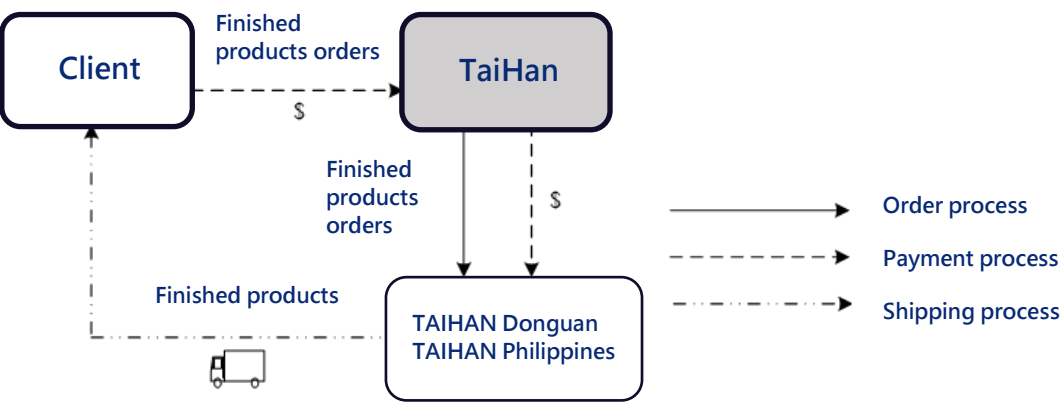 Finished
products orders
Client
TaiHan
$
Finished
products
orders
$
Order process
Payment process
Shipping process
Finished products
TAIHAN Donguan
TAIHAN Philippines